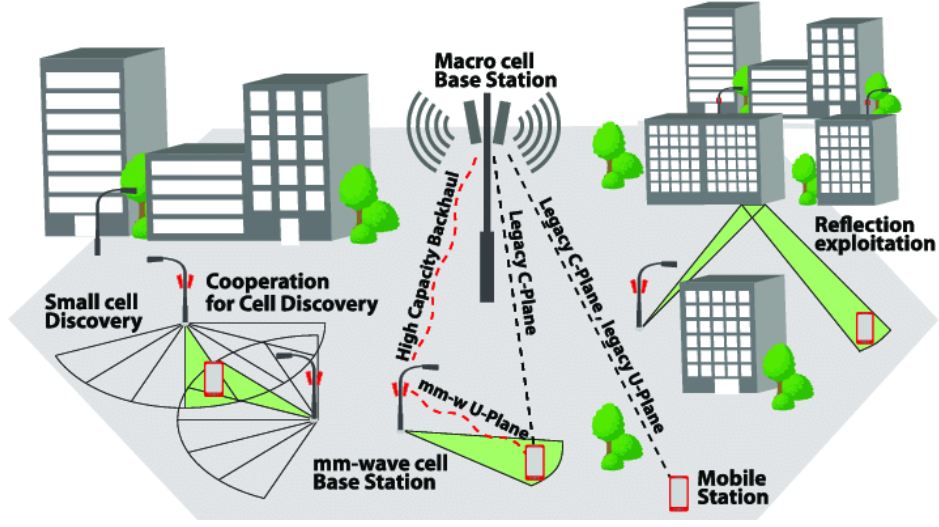 Macro cell
Base Station
High Capacity Backhaul
Legacy C-Plane
Legacy C-Plane, legacy U-Plane
Reflection
exploitation
Cooperation
for Cell Discovery
Small cell
Discovery
mm-w U-Plane
mm-wave cell
Base Station
Mobile
Station